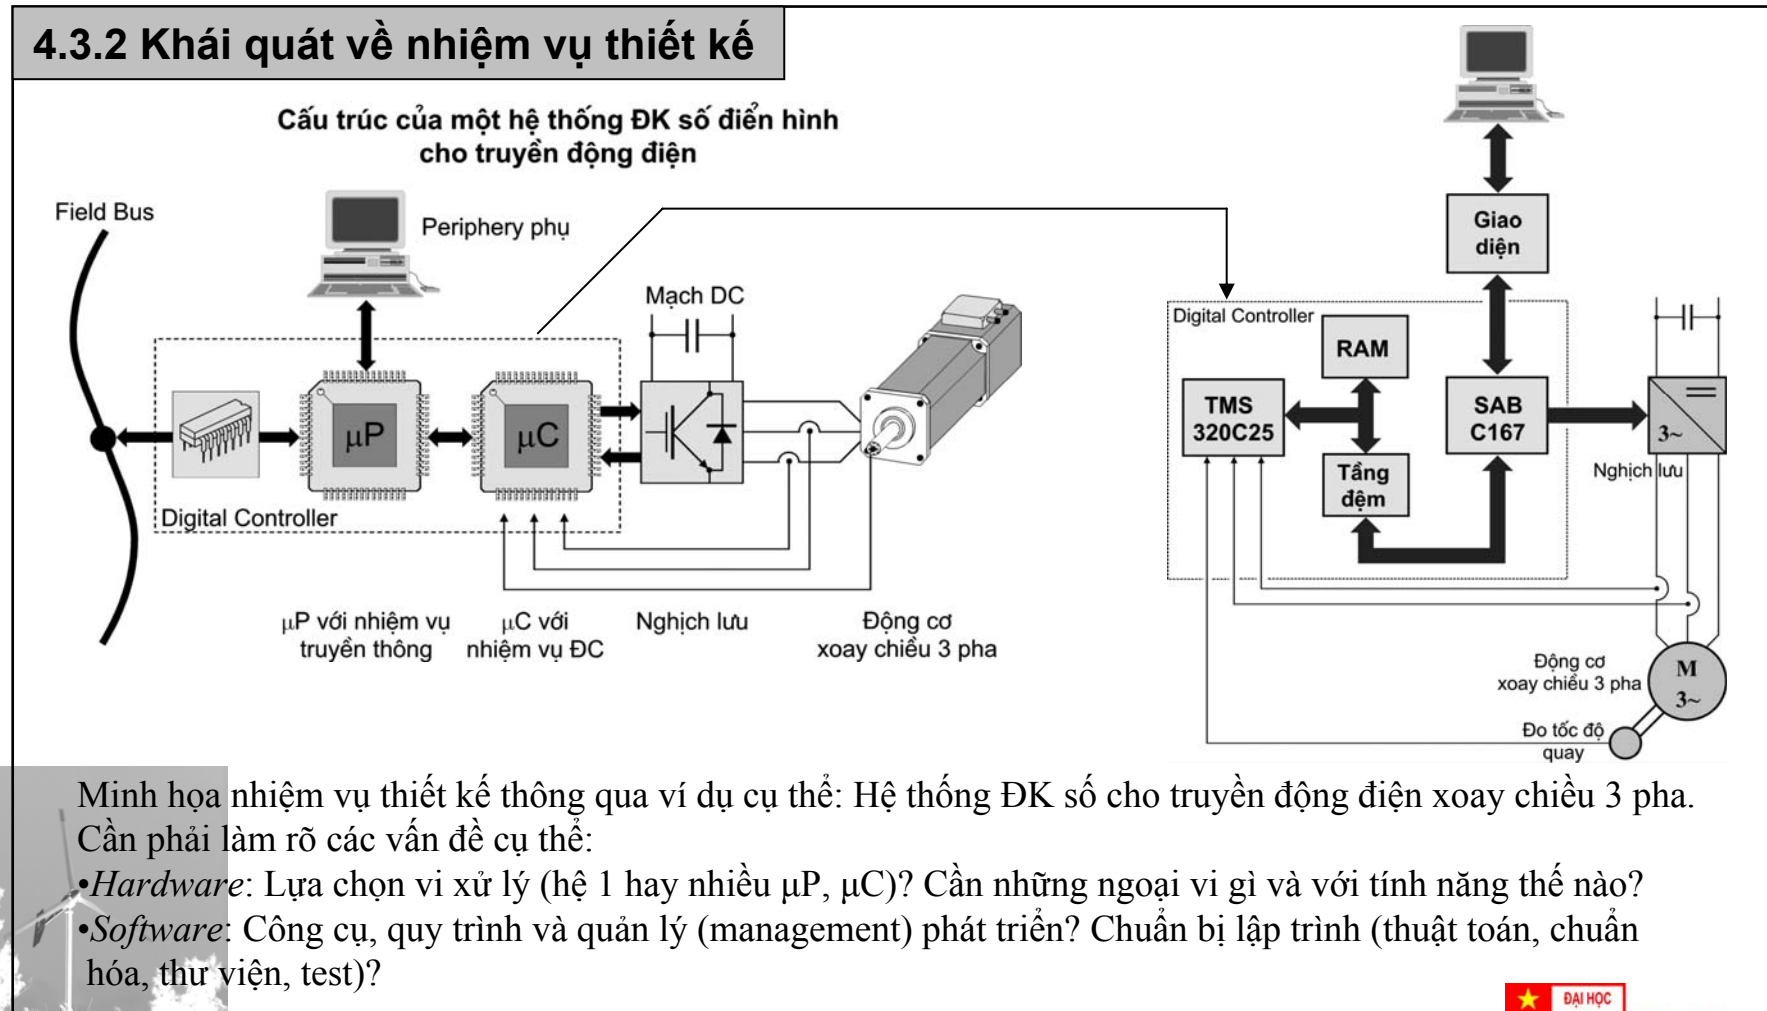 4.3.2 Khái quát về nhiệm vụ thiết kế
Cấu trúc của một hệ thống ĐK số điển hình
cho truyền động điện
Field Bus
Periphery phụ
Mạch DC
µP
µC
Digital Controller
µP với nhiệm vụ
truyền thông
µC với
nhiệm vụ ĐC
Nghịch lưu
Động cơ
xoay chiều 3 pha
Giao
diện
Digital Controller
RAM
TMS
320C25
SAB
C167
Tầng
đệm
3~
Nghịch lưu
Động cơ
xoay chiều 3 pha
M
3~
Đo tốc độ
quay
Minh họa nhiệm vụ thiết kế thông qua ví dụ cụ thể: Hệ thống ĐK số cho truyền động điện xoay chiều 3 pha.
Cần phải làm rõ các vấn đề cụ thể:
•Hardware: Lựa chọn vi xử lý (hệ 1 hay nhiều µP, µC)? Cần những ngoại vi gì và với tính năng thế nào?
•Software: Công cụ, quy trình và quản lý (management) phát triển? Chuẩn bị lập trình (thuật toán, chuẩn
hóa, thư viện, test)?
ĐẠI HỌC